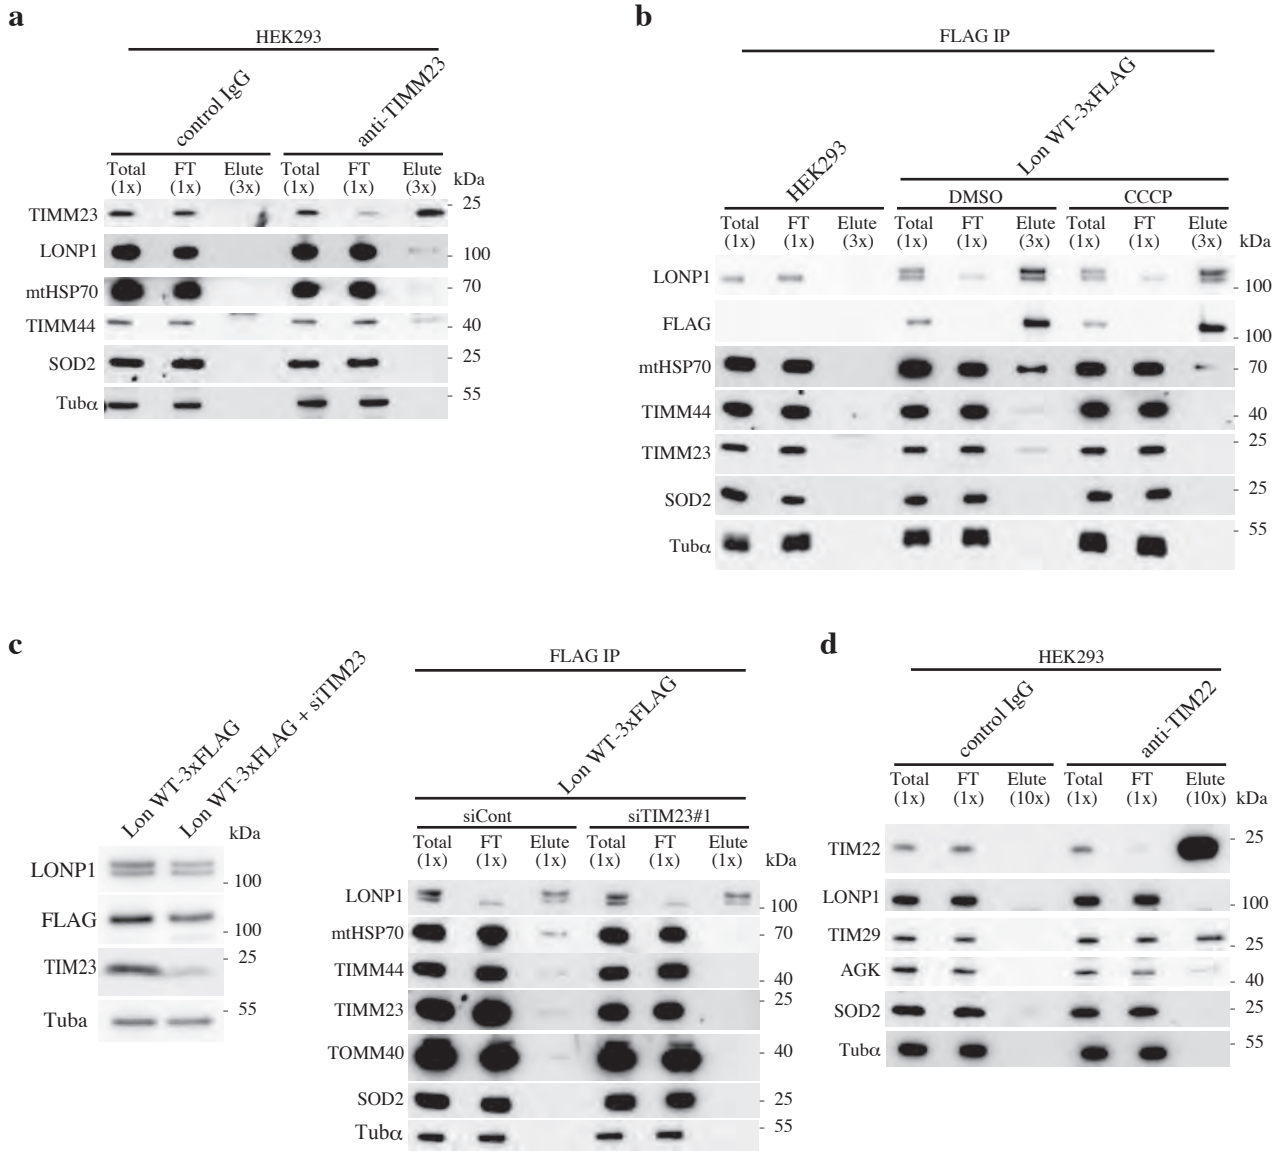 a
HEK293
control IgG
anti-TIMM23
Total FT Elute Total FT Elute
(1x) (1x) (3x) (1x) (1x) (3x) kDa
TIMM23 - 25
LONP1 - 100
mtHSP70 - 70
TIMM44 - 40
SOD2 - 25
Tubα - 55
b
FLAG IP
HEK293
Lon WT-3xFLAG
DMSO CCCP
Total FT Elute Total FT Elute Total FT Elute
(1x) (1x) (3x) (1x) (1x) (3x) (1x) (1x) (3x) kDa
LONP1 - 100
FLAG - 100
mtHSP70 - 70
TIMM44 - 40
TIMM23 - 25
SOD2 - 25
Tubα - 55
c
Lon WT-3xFLAG
Lon WT-3xFLAG + siTIM23
kDa
LONP1 - 100
FLAG - 100
TIM23 - 25
Tuba - 55
FLAG IP
Lon WT-3xFLAG
siCont siTIM23#1
Total FT Elute Total FT Elute
(1x) (1x) (1x) (1x) (1x) (1x) kDa
LONP1 - 100
mtHSP70 - 70
TIMM44 - 40
TIMM23 - 25
TOMM40 - 40
SOD2 - 25
Tubα - 55
d
HEK293
control IgG
anti-TIM22
Total FT Elute Total FT Elute
(1x) (1x) (10x) (1x) (1x) (10x) kDa
TIM22 - 25
LONP1 - 100
TIM29 - 25
AGK - 40
SOD2 - 25
Tubα - 55